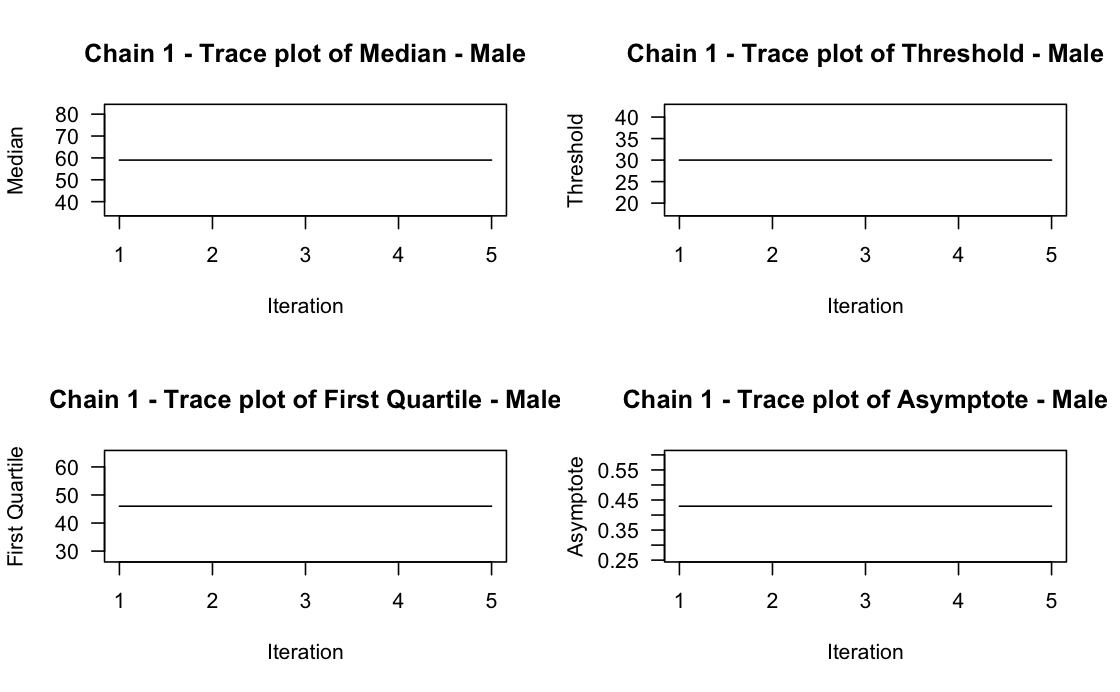 Chain 1 - Trace plot of Median - Male
Median
80
70
60
50
40
1 2 3 4 5
Iteration
Chain 1 - Trace plot of Threshold - Male
Threshold
40
35
30
25
20
1 2 3 4 5
Iteration
Chain 1 - Trace plot of First Quartile - Male
First Quartile
60
50
40
30
1 2 3 4 5
Iteration
Chain 1 - Trace plot of Asymptote - Male
Asymptote
0.55
0.45
0.35
0.25
1 2 3 4 5
Iteration